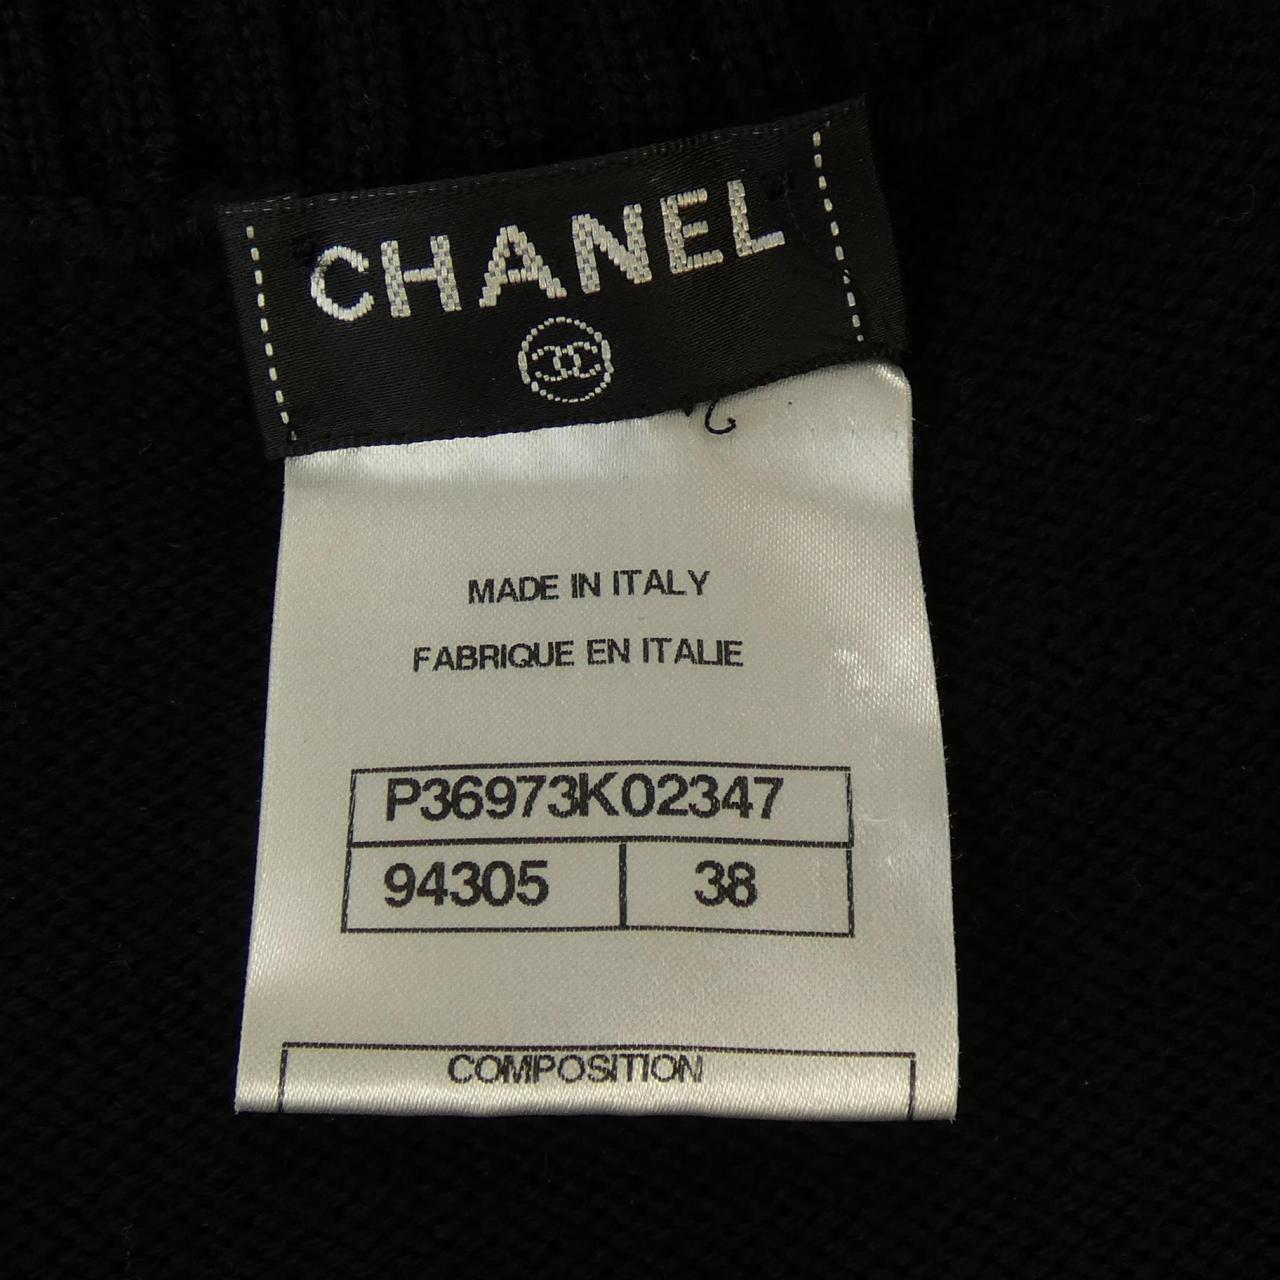 CHANEL
MADE IN ITALY
FABRIQUE EN ITALIE
P36973K02347
94305 38
COMPOSITION